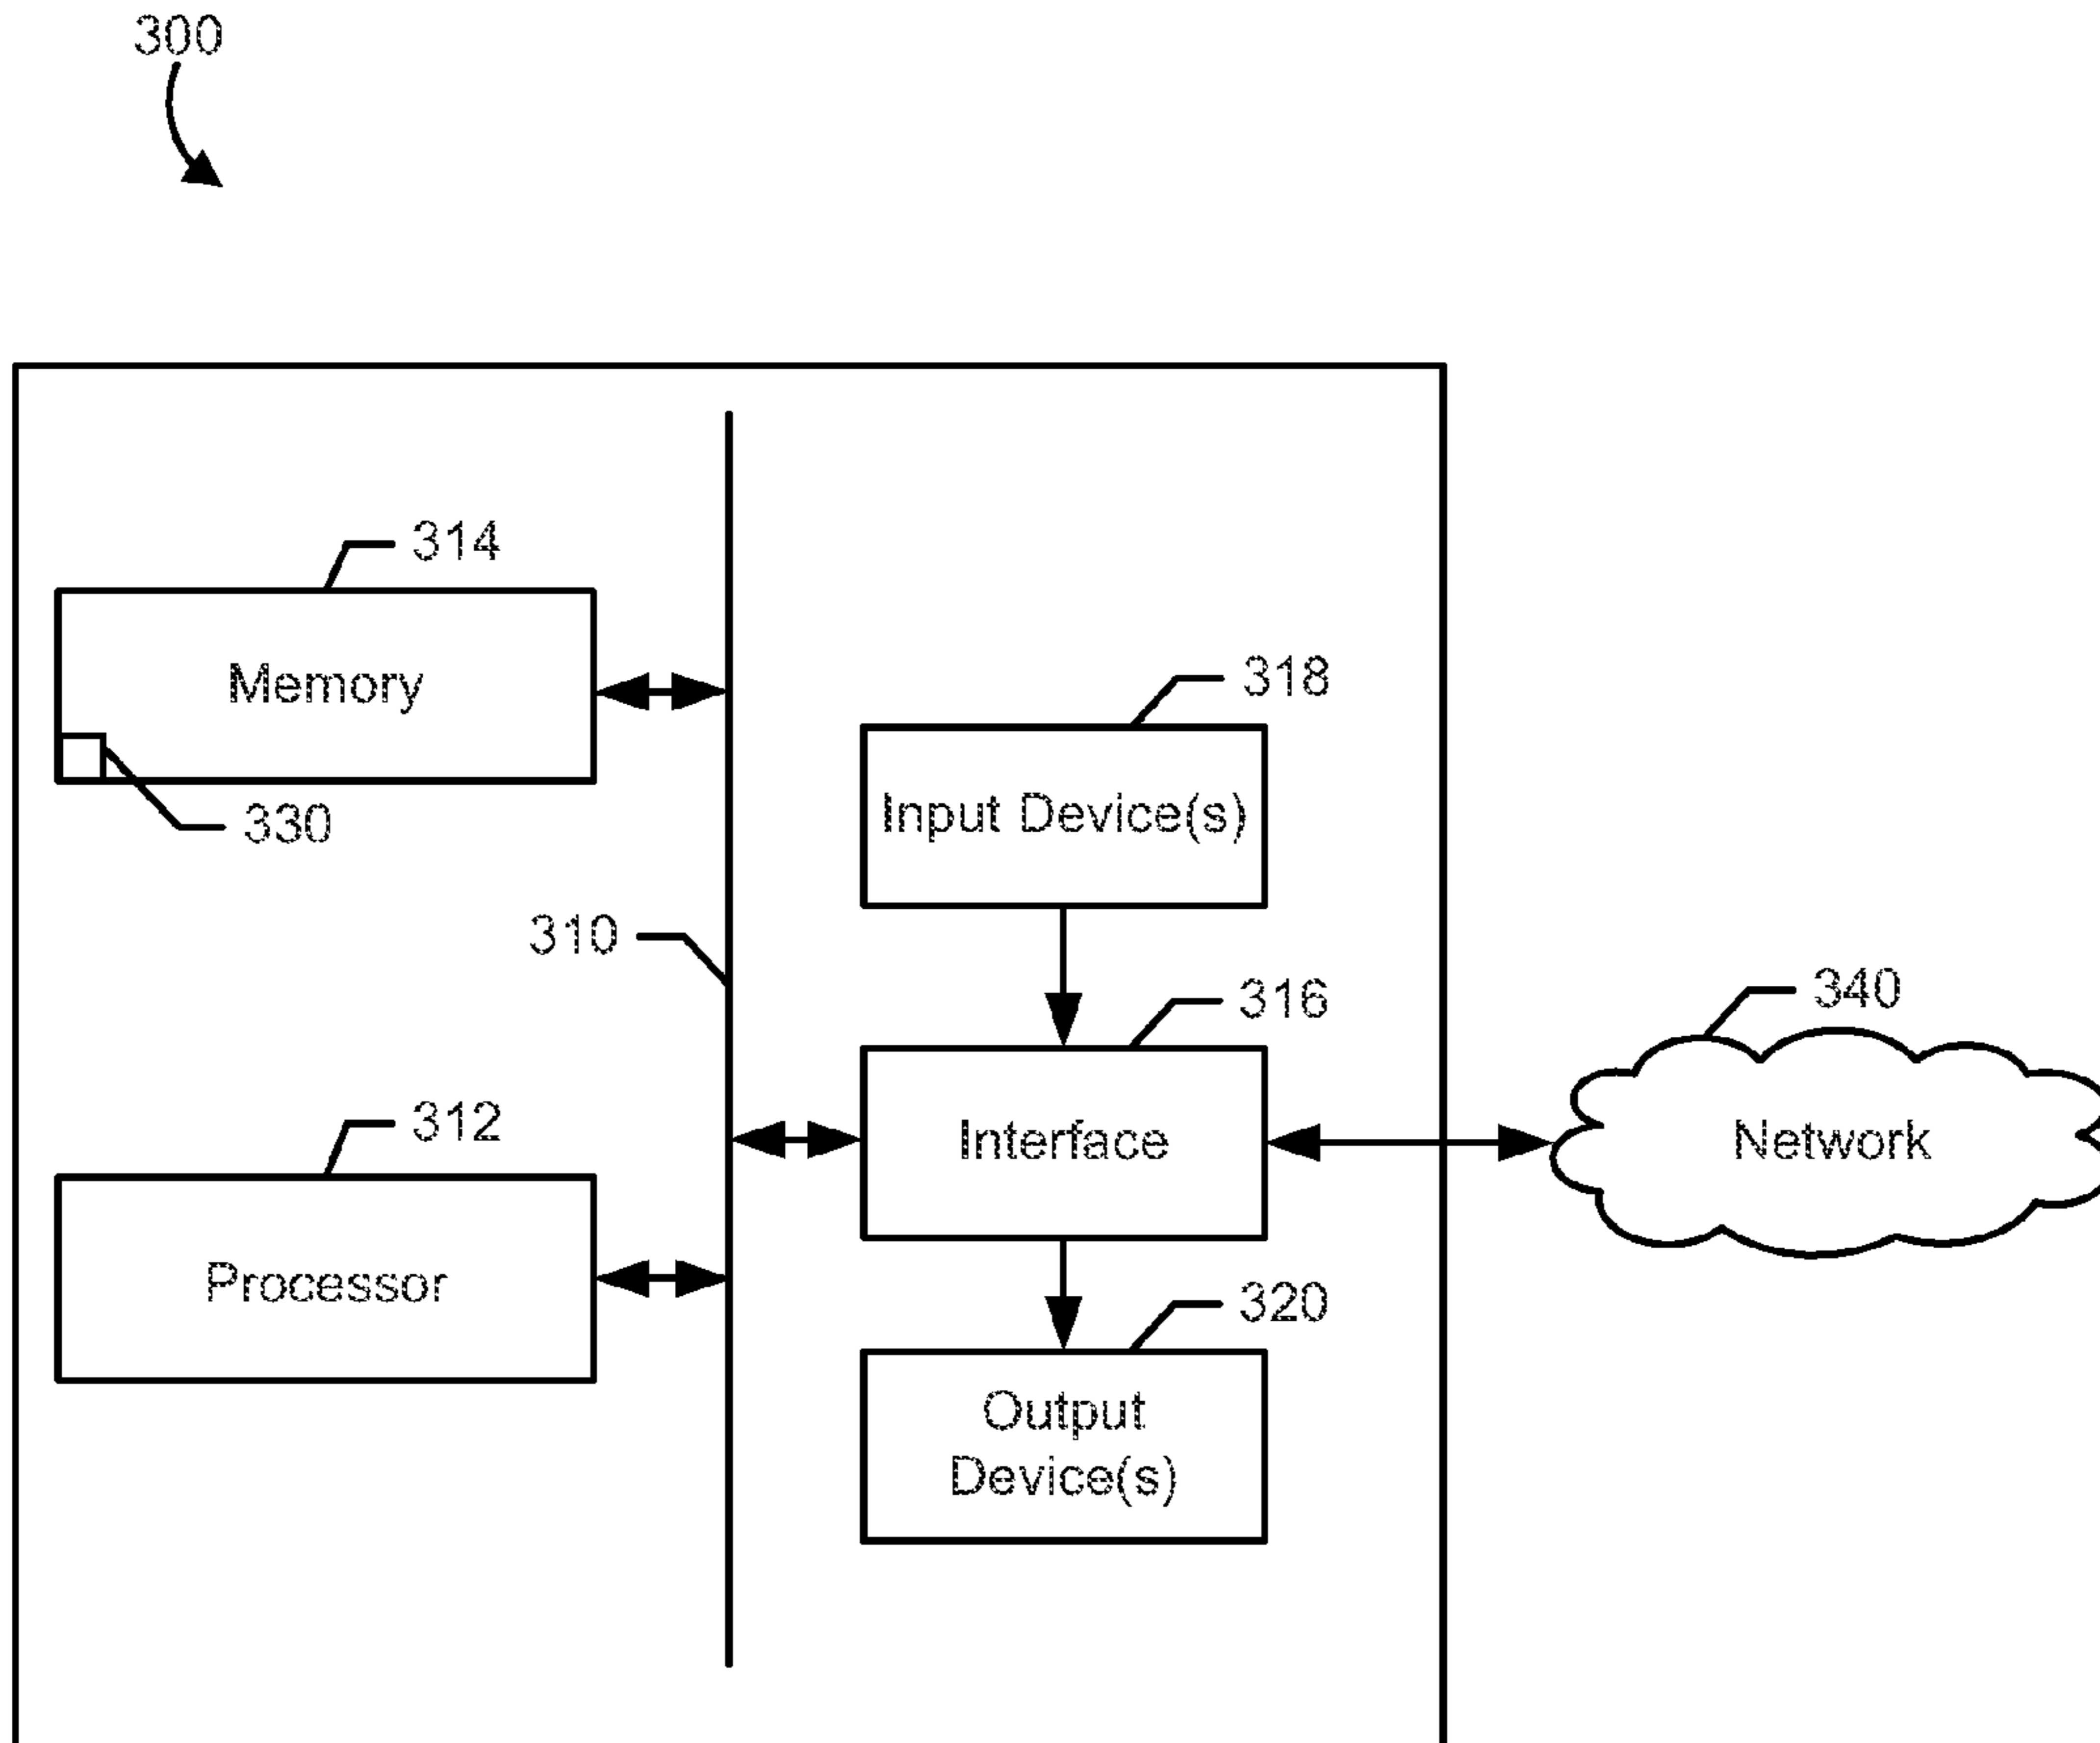 300
314
Memory
330
318
Input Device(s)
310
316
Interface
340
Network
312
Processor
320
Output
Device(s)